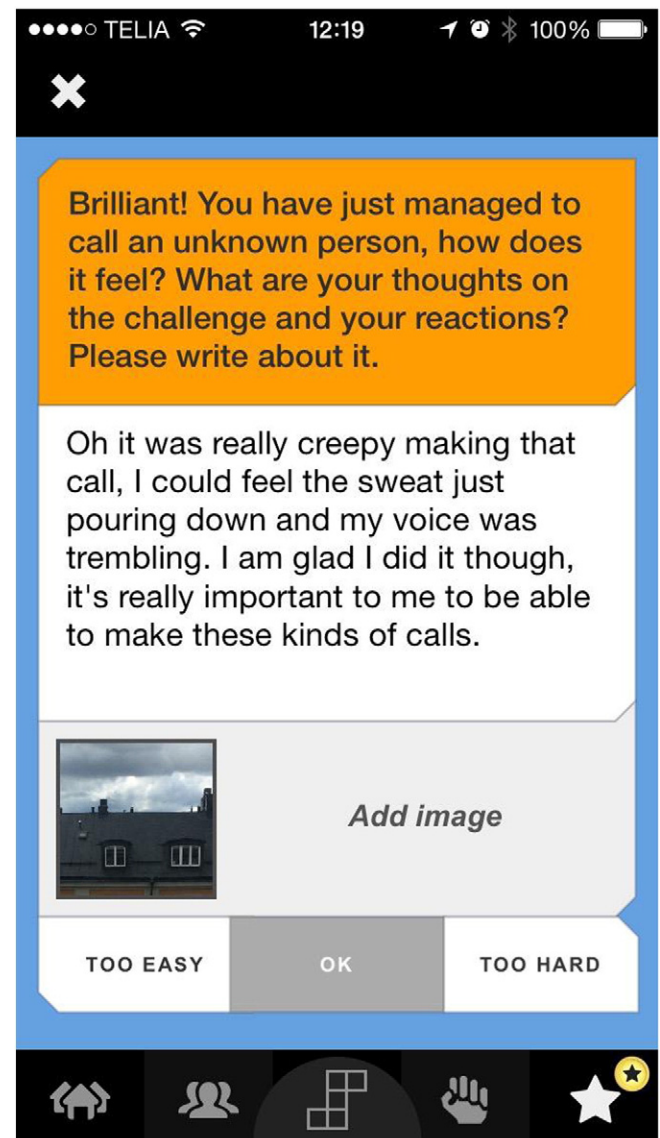 TELIA 12:19 100%
Brilliant! You have just managed to
call an unknown person, how does
it feel? What are your thoughts on
the challenge and your reactions?
Please write about it.
Oh it was really creepy making that
call, I could feel the sweat just
pouring down and my voice was
trembling. I am glad I did it though,
it's really important to me to be able
to make these kinds of calls.
Add image
TOO EASY OK TOO HARD